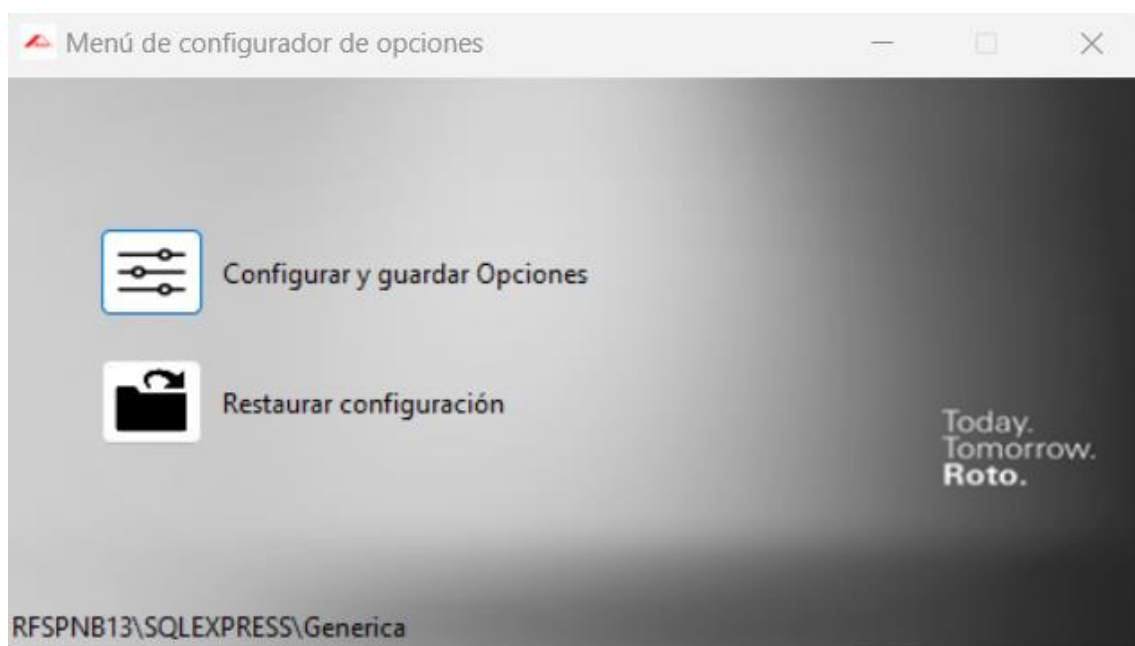 Menú de configurador de opciones
Configurar y guardar Opciones
Restaurar configuración
Today.
Tomorrow.
Roto.
RFSPNB13\SQLEXPRESS\Generica